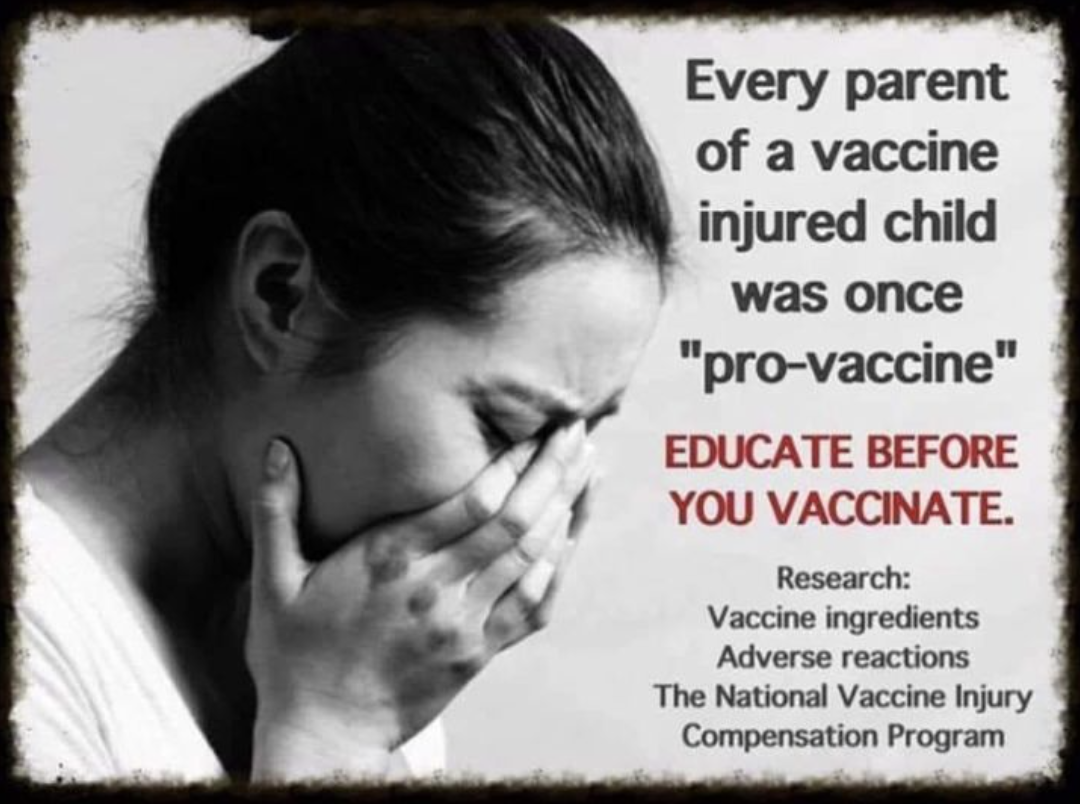 Every parent
of a vaccine
injured child
was once
"pro-vaccine"
EDUCATE BEFORE
YOU VACCINATE.
Research:
Vaccine ingredients
Adverse reactions
The National Vaccine Injury
Compensation Program